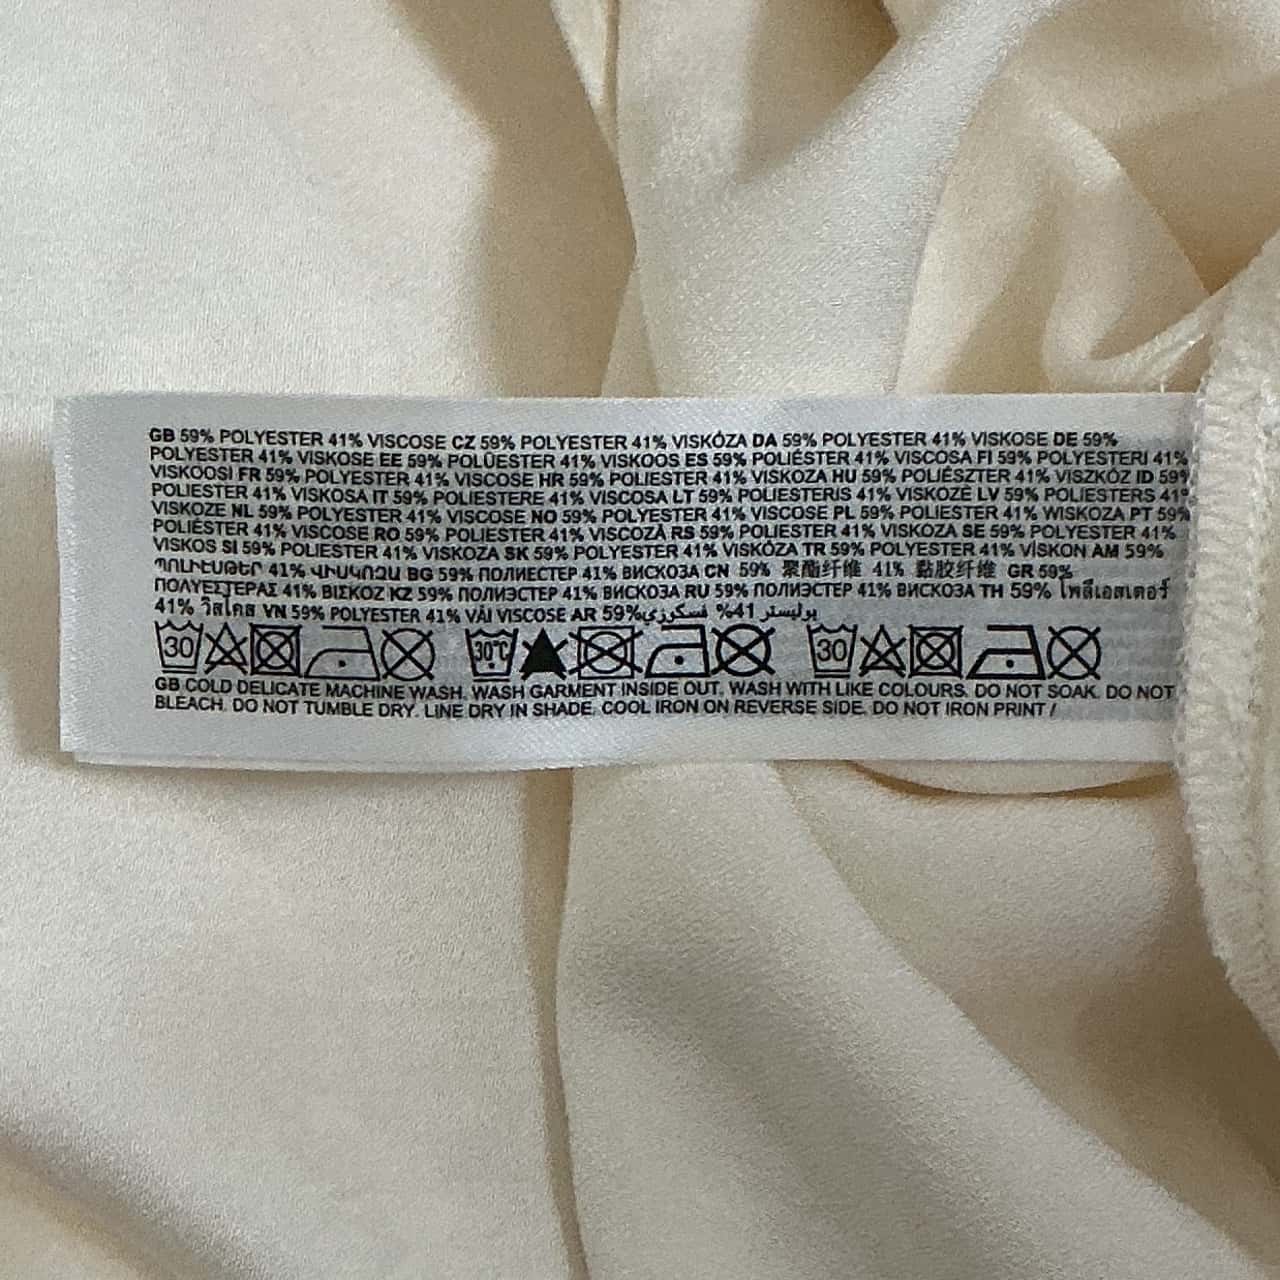 GB 59% POLYESTER 41% VISCOSE CZ 59% POLYESTER 41% VISKÓZA DA 59% POLYESTER 41% VISKOSE DE 59%
POLYESTER 41% VISKOSE EE 59% POLÜESTER 41% VISKOOS ES 59% POLIÉSTER 41% VISCOSA FI 59% POLYESTERI 41%
VISKOOSI FR 59% POLYESTER 41% VISCOSE HR 59% POLIESTER 41% VISKOZA HU 59% POLIÉSZTER 41% VISZKÓZ ID 59%
POLIESTER 41% VISKOSA IT 59% POLIESTERE 41% VISCOSA LT 59% POLIESTERIS 41% VISKOZĖ LV 59% POLIESTERS 41%
VISKOZE NL 59% POLYESTER 41% VISCOSE NO 59% POLYESTER 41% VISCOSE PL 59% POLIESTER 41% WISKOZA PT 59%
POLIÉSTER 41% VISCOSE RO 59% POLIESTER 41% VISCOZĂ RS 59% POLIESTER 41% VISKOZA SE 59% POLYESTER 41%
VISKOS SI 59% POLIESTER 41% VISKOZA SK 59% POLYESTER 41% VISKÓZA TR 59% POLYESTER 41% VİSKON AM 59%
ՊՈԼԻԷՍԹԵՐ 41% ՎԻՍԿՈԶԱ BG 59% ПОЛИЕСТЕР 41% ВИСКОЗА CN 59% 聚酯纤维 41% 黏胶纤维 GR 59%
ΠΟΛΥΕΣΤΕΡΑΣ 41% ΒΙΣΚΟΖ KZ 59% ПОЛИЭСТЕР 41% ВИСКОЗА RU 59% ПОЛИЭСТЕР 41% ВИСКОЗА TH 59% โพลีเอสเตอร์
41% วิสโคส VN 59% POLYESTER 41% VẢI VISCOSE AR 59% بوليستر 41% فسكوزي
30 30°C 30
GB COLD DELICATE MACHINE WASH. WASH GARMENT INSIDE OUT. WASH WITH LIKE COLOURS. DO NOT SOAK. DO NOT
BLEACH. DO NOT TUMBLE DRY. LINE DRY IN SHADE. COOL IRON ON REVERSE SIDE. DO NOT IRON PRINT /